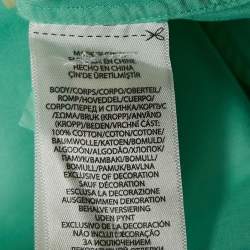 MADE IN CHINA
HECHO EN CHINA
ÇİN'DE ÜRETİLMİŞTİR
BODY/CORPS/CORPO/OBERTEIL/
ROMP/HOVEDDEL/CUERPO/
КОРПУС/ПЕРЕД И СПИНКА/KORPUS/
ΣΩΜΑ/BRUK (KROPP)/ANVÄND
(KROPP)/BEDEN/VRCHNÍ ČÁST:
100% COTTON/COTON/COTONE/
BAUMWOLLE/KATOEN/BOMULD/
ALGODÓN/ALGODÃO/ХЛОПОК/
ПАМУК/BAMBAKI/BOMULL/
BOMULL/PAMUK/BAVLNA
EXCLUSIVE OF DECORATION
SAUF DÉCORATION
ESCLUSA LA DECORAZIONE
AUSGENOMMEN DEKORATION
BEHALVE VERSIERING
UDEN PYNT
EXCLUSIVO DE DECORACIÓN
NÃO INCLUI DECORAÇÃO
ЗА ИСКЛЮЧЕНИЕМ